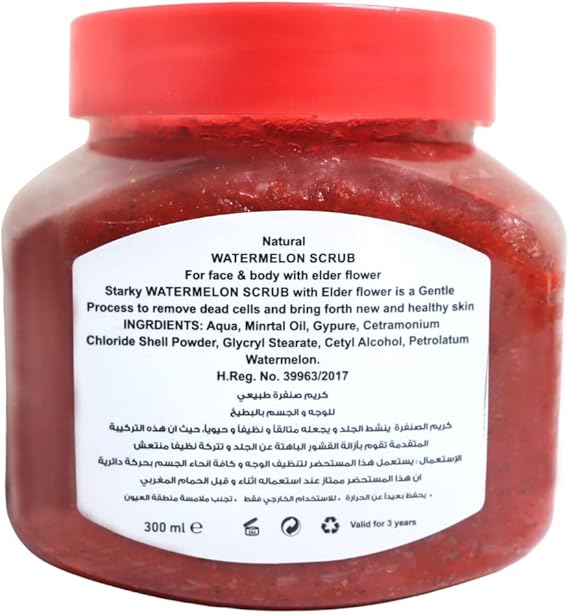 Natural
WATERMELON SCRUB
For face & body with elder flower
Starky WATERMELON SCRUB with Elder flower is a Gentle
Process to remove dead cells and bring forth new and healthy skin
INGRDIENTS: Aqua, Minrtal Oil, Gypure, Cetramonium
Chloride Shell Powder, Glycryl Stearate, Cetyl Alcohol, Petrolatum
Watermelon.
H.Reg. No. 39963/2017
كريم صنفرة طبيعي
للوجه و الجسم بالبطيخ
كريم الصنفرة ينشط الجلد و يجعله متالقاً و نظيفاً و حيوياً، حيث ان هذه التركيبة
المتقدمة تقوم بأزالة القشور الباهتة عن الجلد و تتركة نظيفاً منتعش
الإستعمال: يستعمل هذا المستحضر لتنظيف الوجه و كافة انحاء الجسم بحركة دائرية
ان هذا المستحضر ممتاز عند استعماله اثناء و قبل الحمام المغربي
• يحفظ بعيداً عن الحرارة • للاستخدام الخارجي فقط • تجنب ملامسة منطقة العيون
300 ml ℮ Valid for 3 years